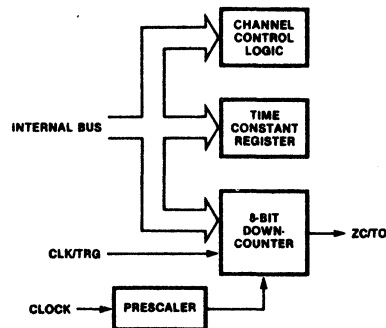 CHANNEL
CONTROL
LOGIC
INTERNAL BUS
TIME
CONSTANT
REGISTER
8-BIT
DOWN-
COUNTER
ZC/TO
CLK/TRG
CLOCK
PRESCALER